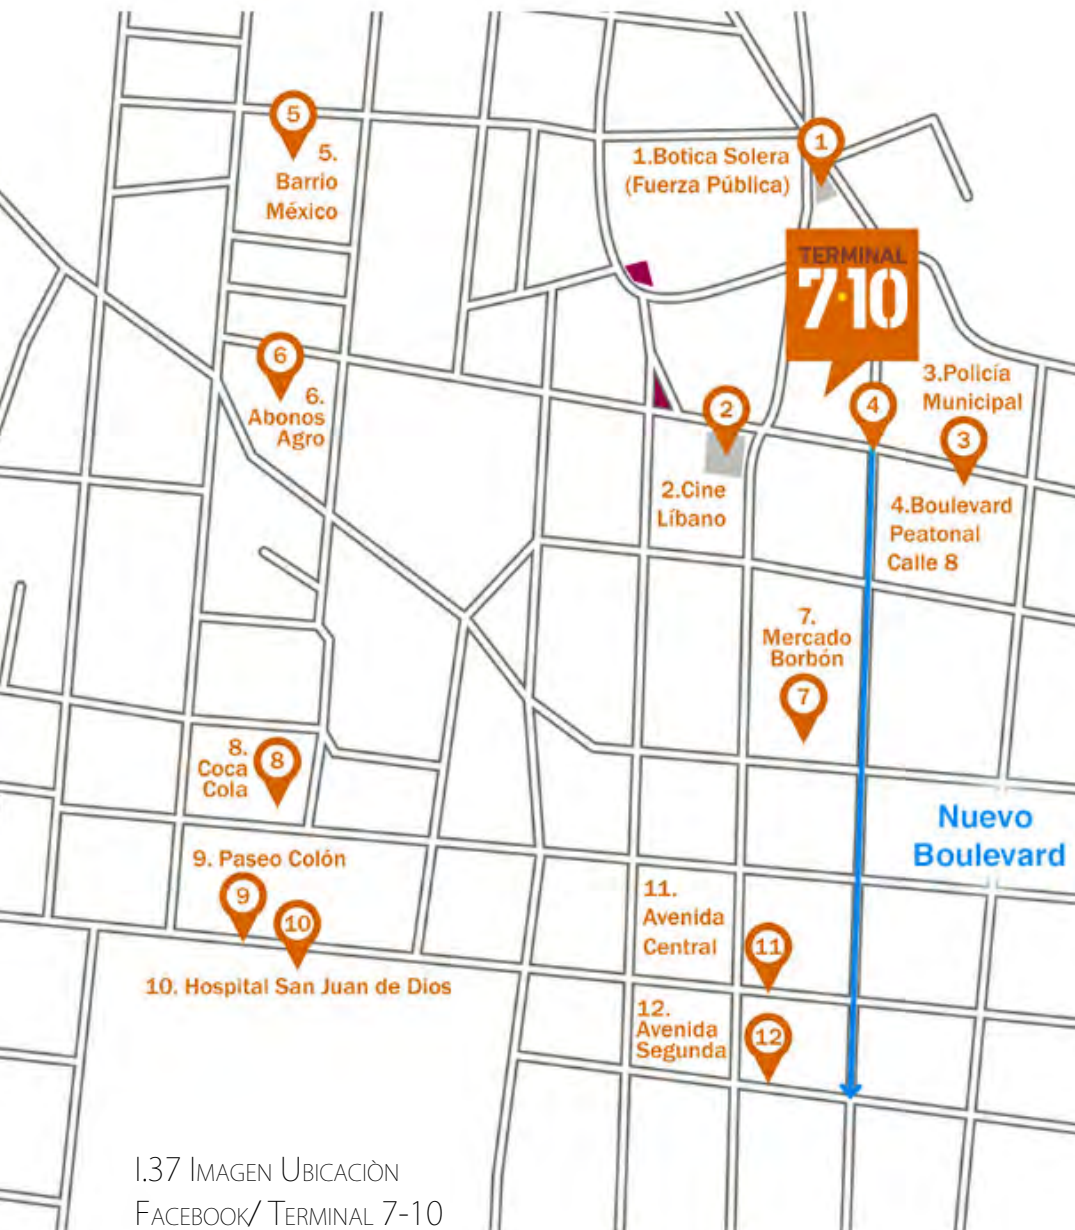 5
5.
Barrio
México
1
1.Botica Solera
(Fuerza Pública)
TERMINAL
7·10
6
6.
Abonos
Agro
2
2.Cine
Líbano
4
3.Policía
Municipal
3
4.Boulevard
Peatonal
Calle 8
7.
Mercado
Borbón
7
8.
Coca
Cola
8
Nuevo
Boulevard
9. Paseo Colón
9
10
10. Hospital San Juan de Dios
11.
Avenida
Central
11
12.
Avenida
Segunda
12
I.37 Imagen Ubicaciòn
Facebook/ Terminal 7-10